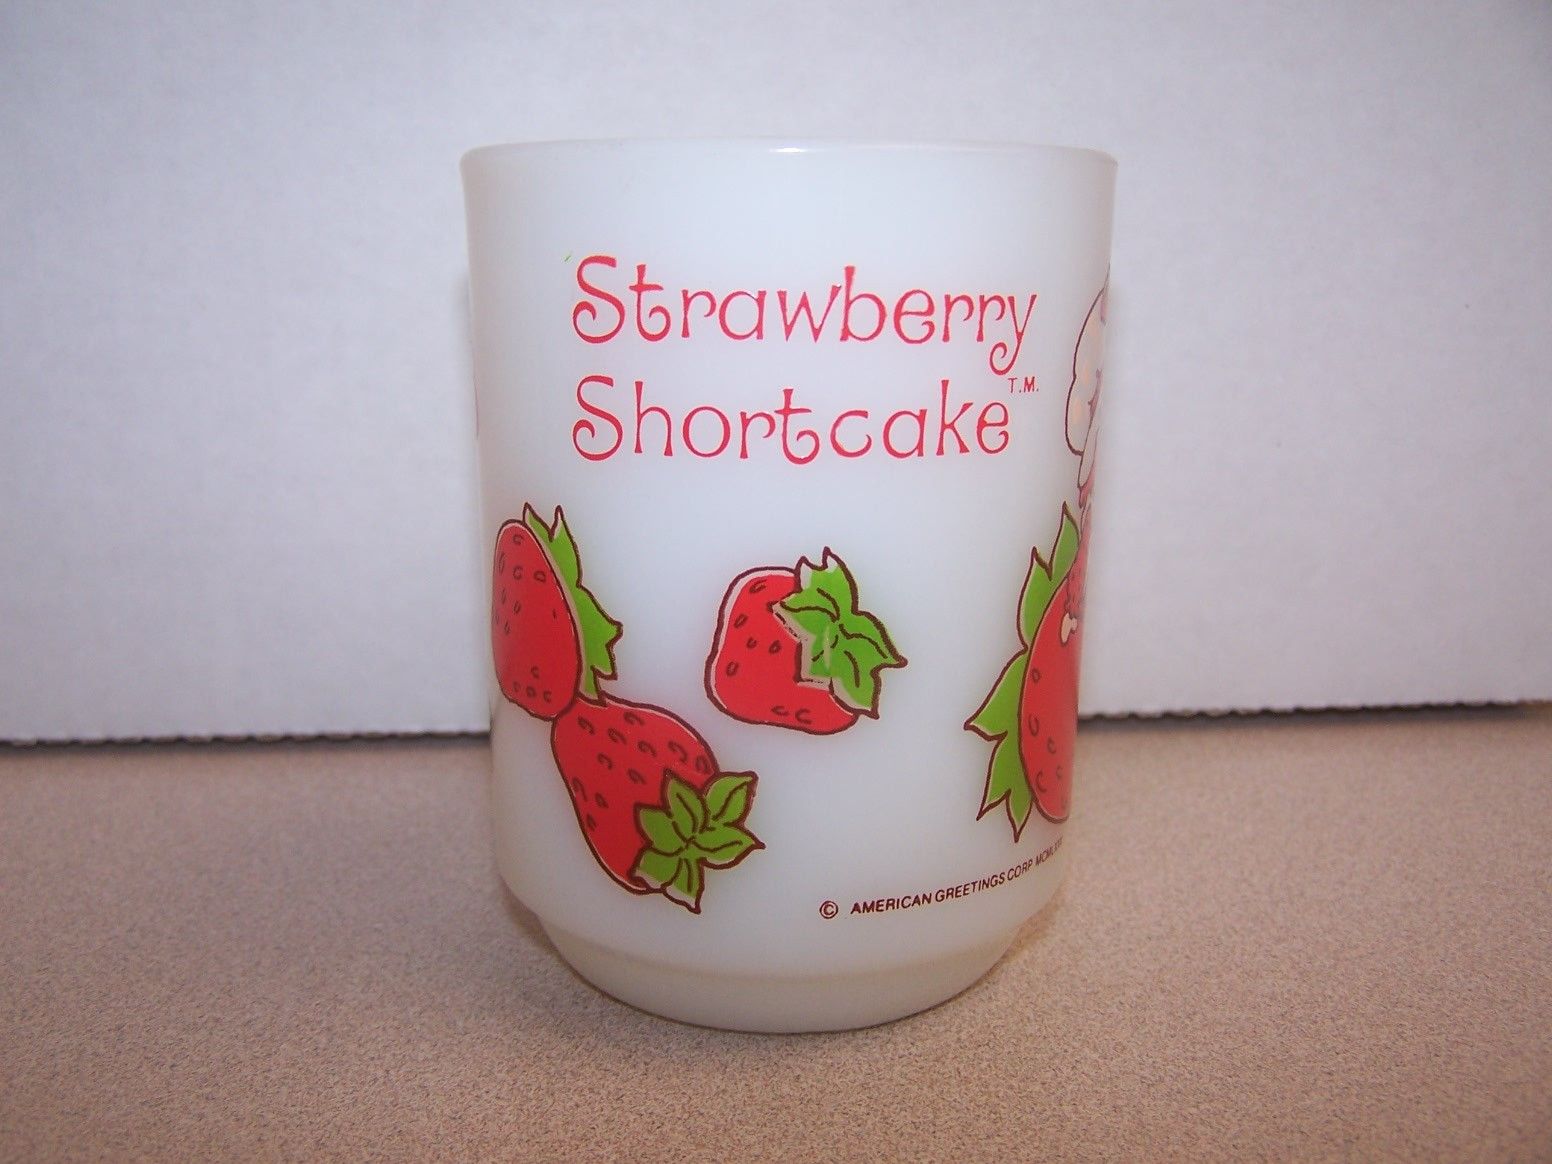 Strawberry
Shortcake T.M.
© AMERICAN GREETINGS CORP